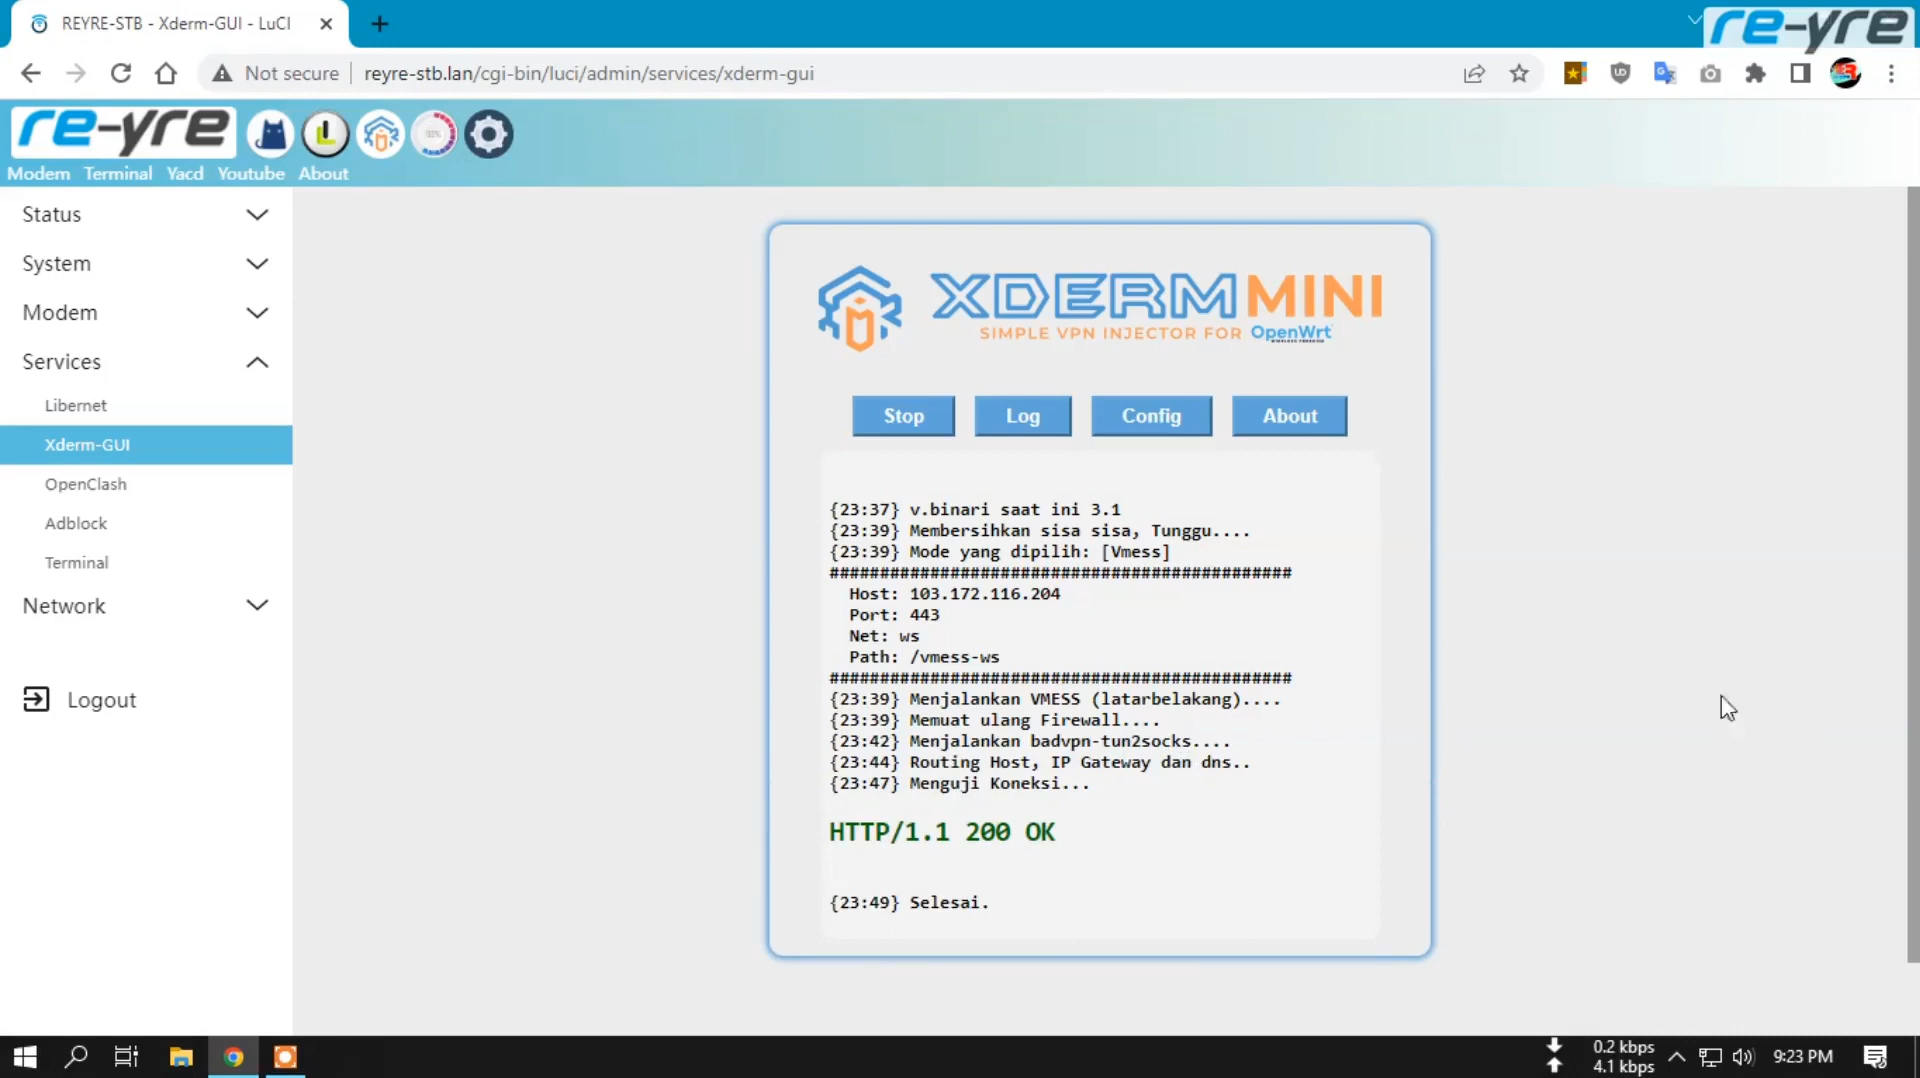 REYRE-STB - Xderm-GUI - LuCI
re-yre
Not secure
reyre-stb.lan/cgi-bin/luci/admin/services/xderm-gui
re-yre
100%
Modem Terminal Yacd Youtube About
Status
System
Modem
Services
Libernet
Xderm-GUI
OpenClash
Adblock
Terminal
Network
Logout
XDERM MINI
SIMPLE VPN INJECTOR FOR OpenWrt
Stop
Log
Config
About
{23:37} v.binari saat ini 3.1
{23:39} Membersihkan sisa sisa, Tunggu....
{23:39} Mode yang dipilih: [Vmess]
##############################################
Host: 103.172.116.204
Port: 443
Net: ws
Path: /vmess-ws
##############################################
{23:39} Menjalankan VMESS (latarbelakang)....
{23:39} Memuat ulang Firewall....
{23:42} Menjalankan badvpn-tun2socks....
{23:44} Routing Host, IP Gateway dan dns..
{23:47} Menguji Koneksi...
HTTP/1.1 200 OK
{23:49} Selesai.
0.2 kbps
4.1 kbps
9:23 PM